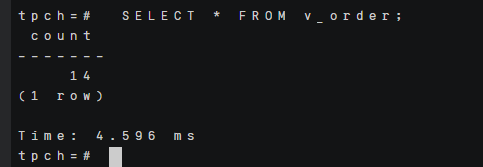 tpch=#   SELECT * FROM v_order;
 count
-------
    14
(1 row)

Time: 4.596 ms
tpch=#